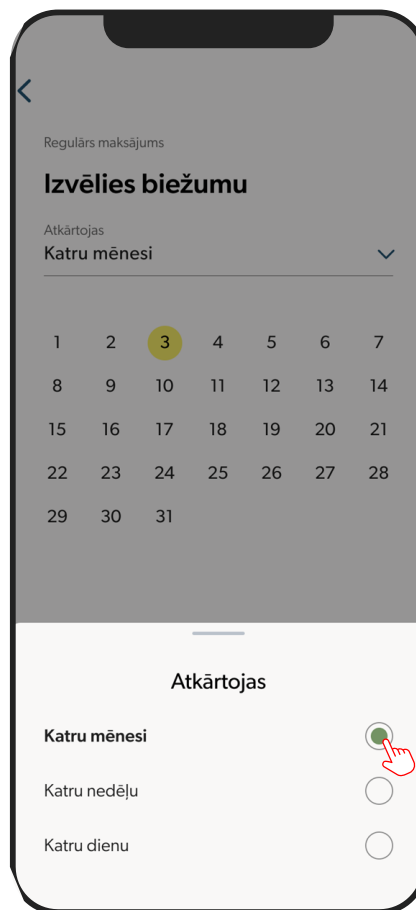 Regulārs maksājums
Izvēlies biežumu
Atkārtojas
Katru mēnesi
1 2 3 4 5 6 7
8 9 10 11 12 13 14
15 16 17 18 19 20 21
22 23 24 25 26 27 28
29 30 31
Atkārtojas
Katru mēnesi
Katru nedēļu
Katru dienu